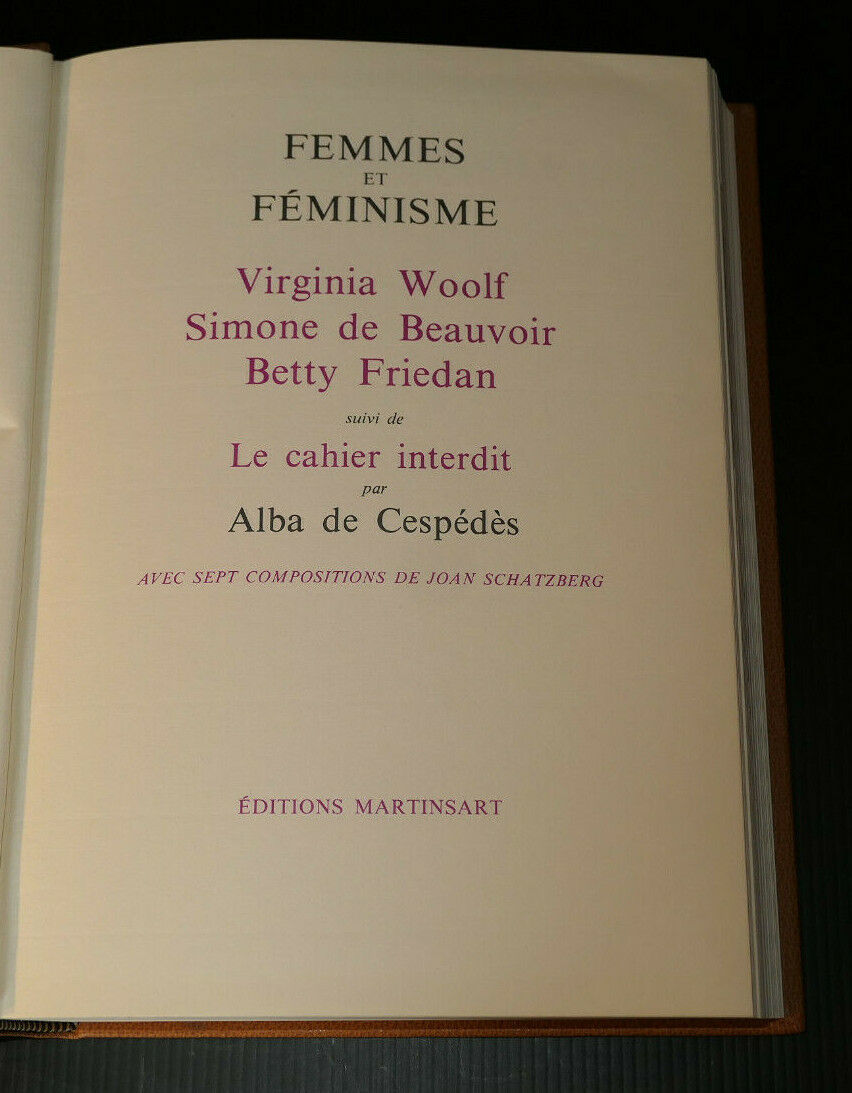 FEMMES
ET
FÉMINISME
Virginia Woolf
Simone de Beauvoir
Betty Friedan
suivi de
Le cahier interdit
par
Alba de Cespédès
AVEC SEPT COMPOSITIONS DE JOAN SCHATZBERG
ÉDITIONS MARTINSART